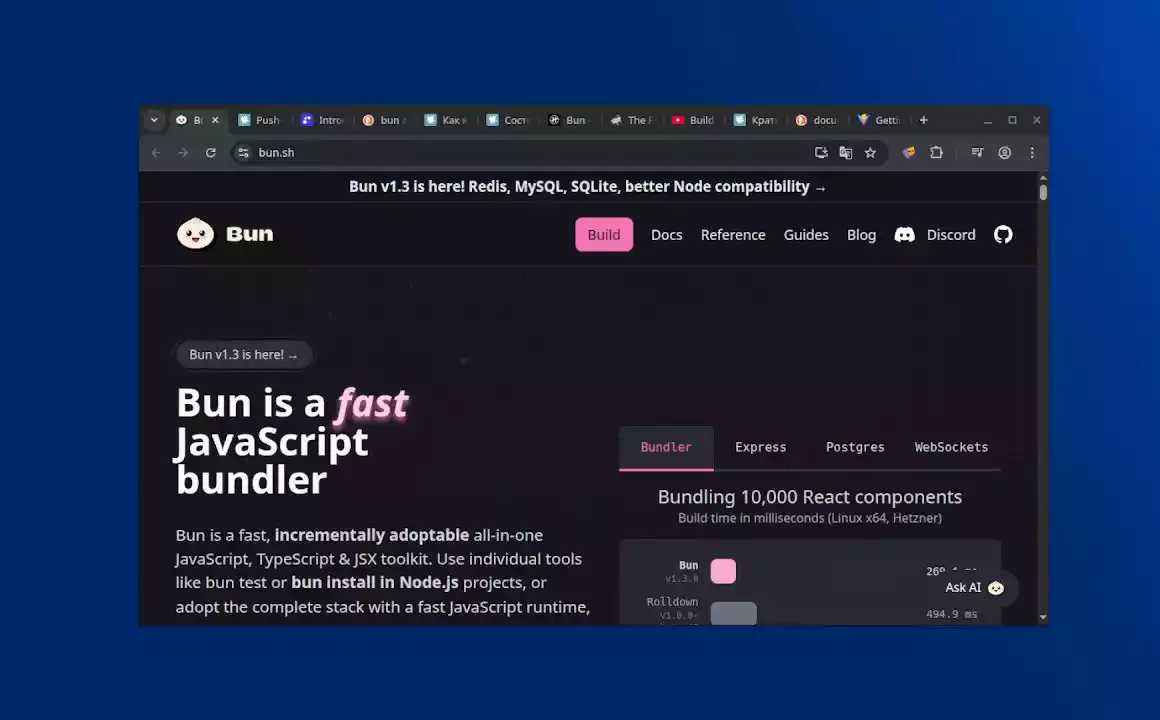 Push
Intro
bun
Как
Сост
Bun
The
Build
Крат
docu
Getti
bun.sh
Bun v1.3 is here! Redis, MySQL, SQLite, better Node compatibility →
Bun
Build
Docs
Reference
Guides
Blog
Discord
Bun v1.3 is here! →
Bun is a fast
JavaScript
bundler
Bun is a fast, incrementally adoptable all-in-one
JavaScript, TypeScript & JSX toolkit. Use individual tools
like bun test or bun install in Node.js projects, or
adopt the complete stack with a fast JavaScript runtime,
Bundler
Express
Postgres
WebSockets
Bundling 10,000 React components
Build time in milliseconds (Linux x64, Hetzner)
Bun
v1.3.0
Ask AI
Rolldown
v1.0.0-
494.9 ms